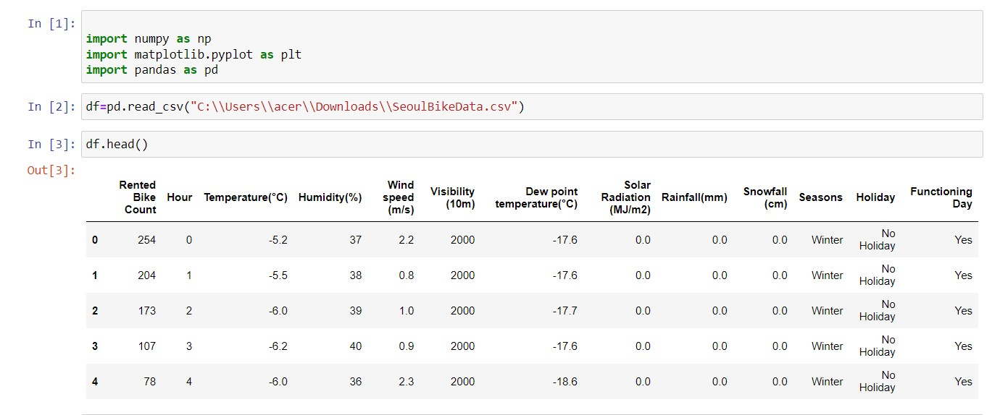 In [1]:
import numpy as np
import matplotlib.pyplot as plt
import pandas as pd
In [2]: df=pd.read_csv("C:\\Users\\acer\\Downloads\\SeoulBikeData.csv")
In [3]: df.head()
Out[3]:
Rented Bike Count Hour Temperature(°C) Humidity(%) Wind speed (m/s) Visibility (10m) Dew point temperature(°C) Solar Radiation (MJ/m2) Rainfall(mm) Snowfall (cm) Seasons Holiday Functioning Day
0 254 0 -5.2 37 2.2 2000 -17.6 0.0 0.0 0.0 Winter No Holiday Yes
1 204 1 -5.5 38 0.8 2000 -17.6 0.0 0.0 0.0 Winter No Holiday Yes
2 173 2 -6.0 39 1.0 2000 -17.7 0.0 0.0 0.0 Winter No Holiday Yes
3 107 3 -6.2 40 0.9 2000 -17.6 0.0 0.0 0.0 Winter No Holiday Yes
4 78 4 -6.0 36 2.3 2000 -18.6 0.0 0.0 0.0 Winter No Holiday Yes